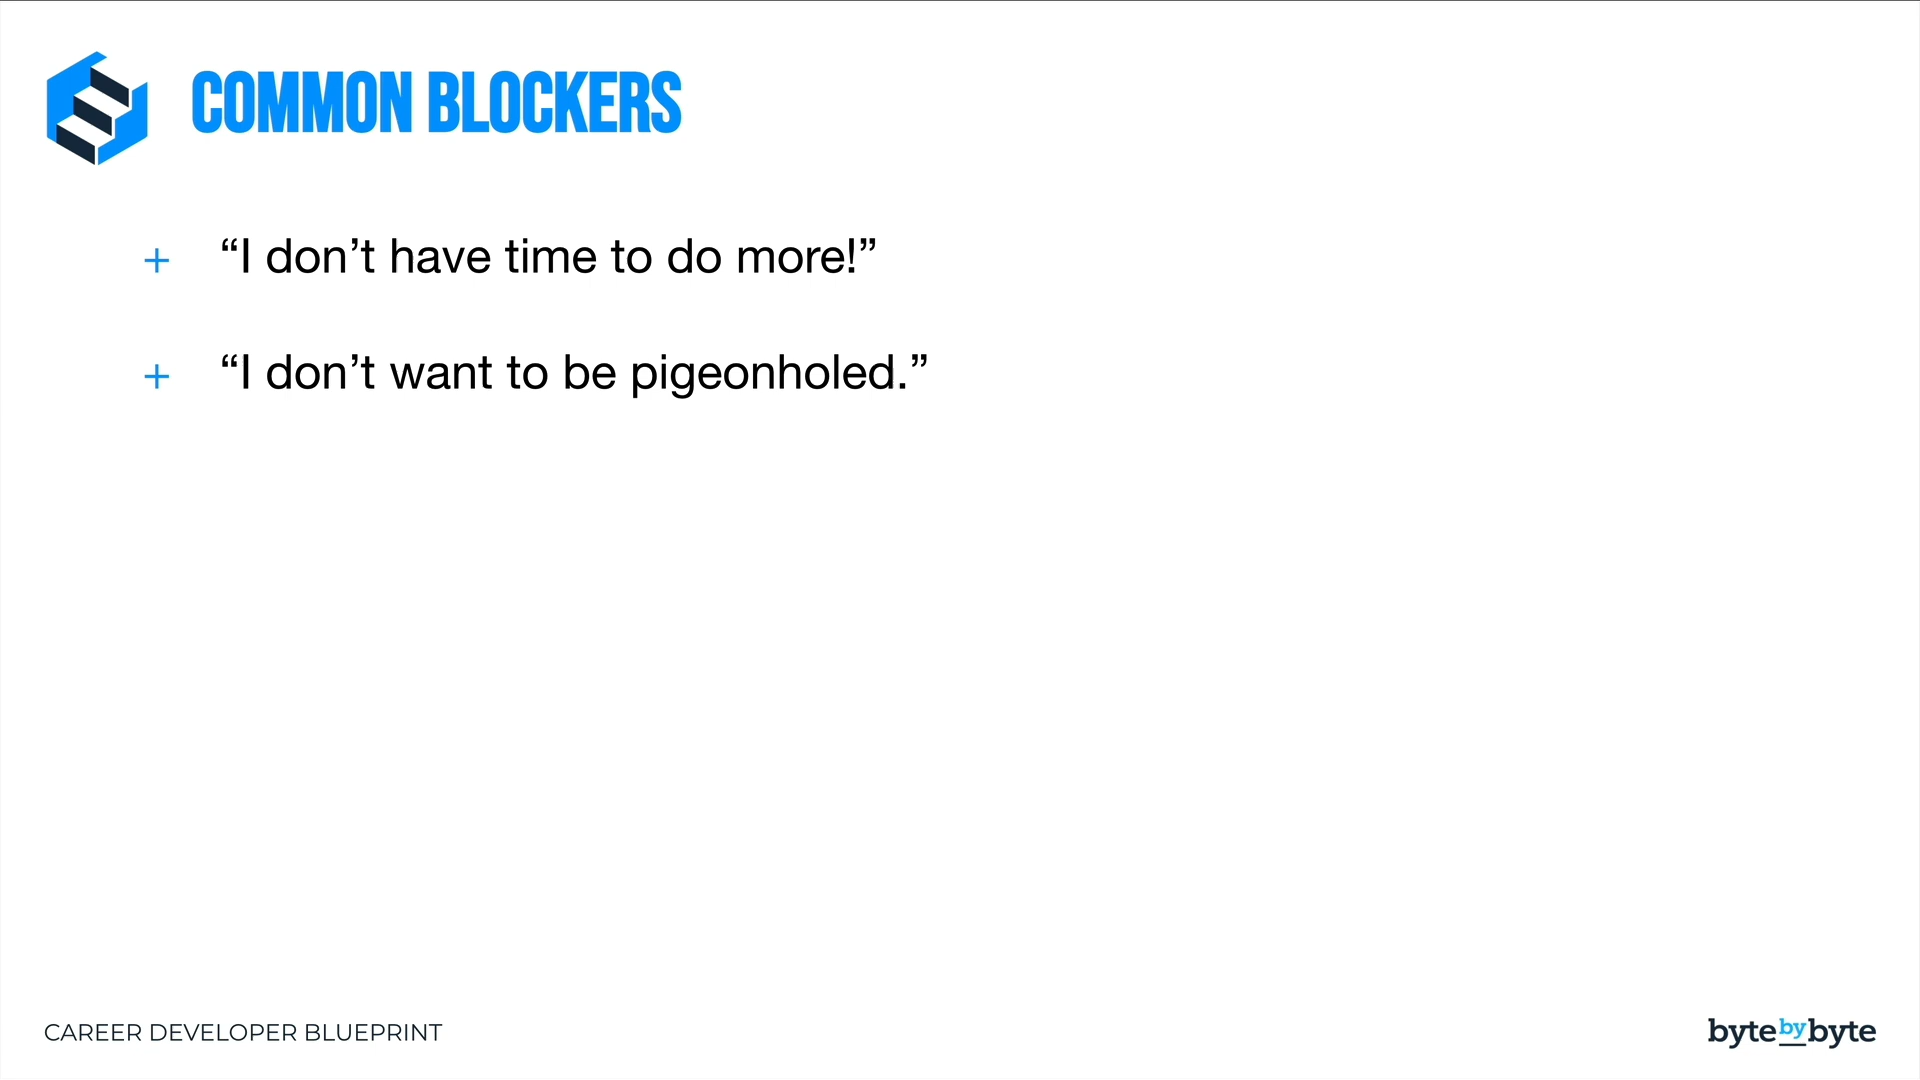 COMMON BLOCKERS
+ “I don’t have time to do more!”
+ “I don’t want to be pigeonholed.”
CAREER DEVELOPER BLUEPRINT
byte by byte